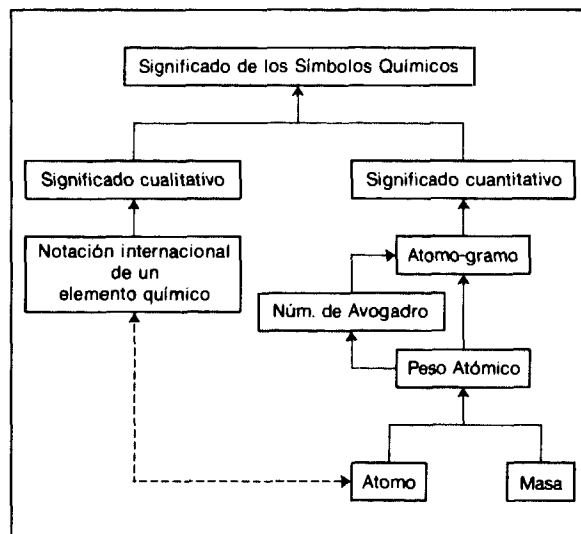 Significado de los Símbolos Químicos
Significado cualitativo
Significado cuantitativo
Notación internacional
de un
elemento químico
Atomo-gramo
Núm. de Avogadro
Peso Atómico
Atomo
Masa